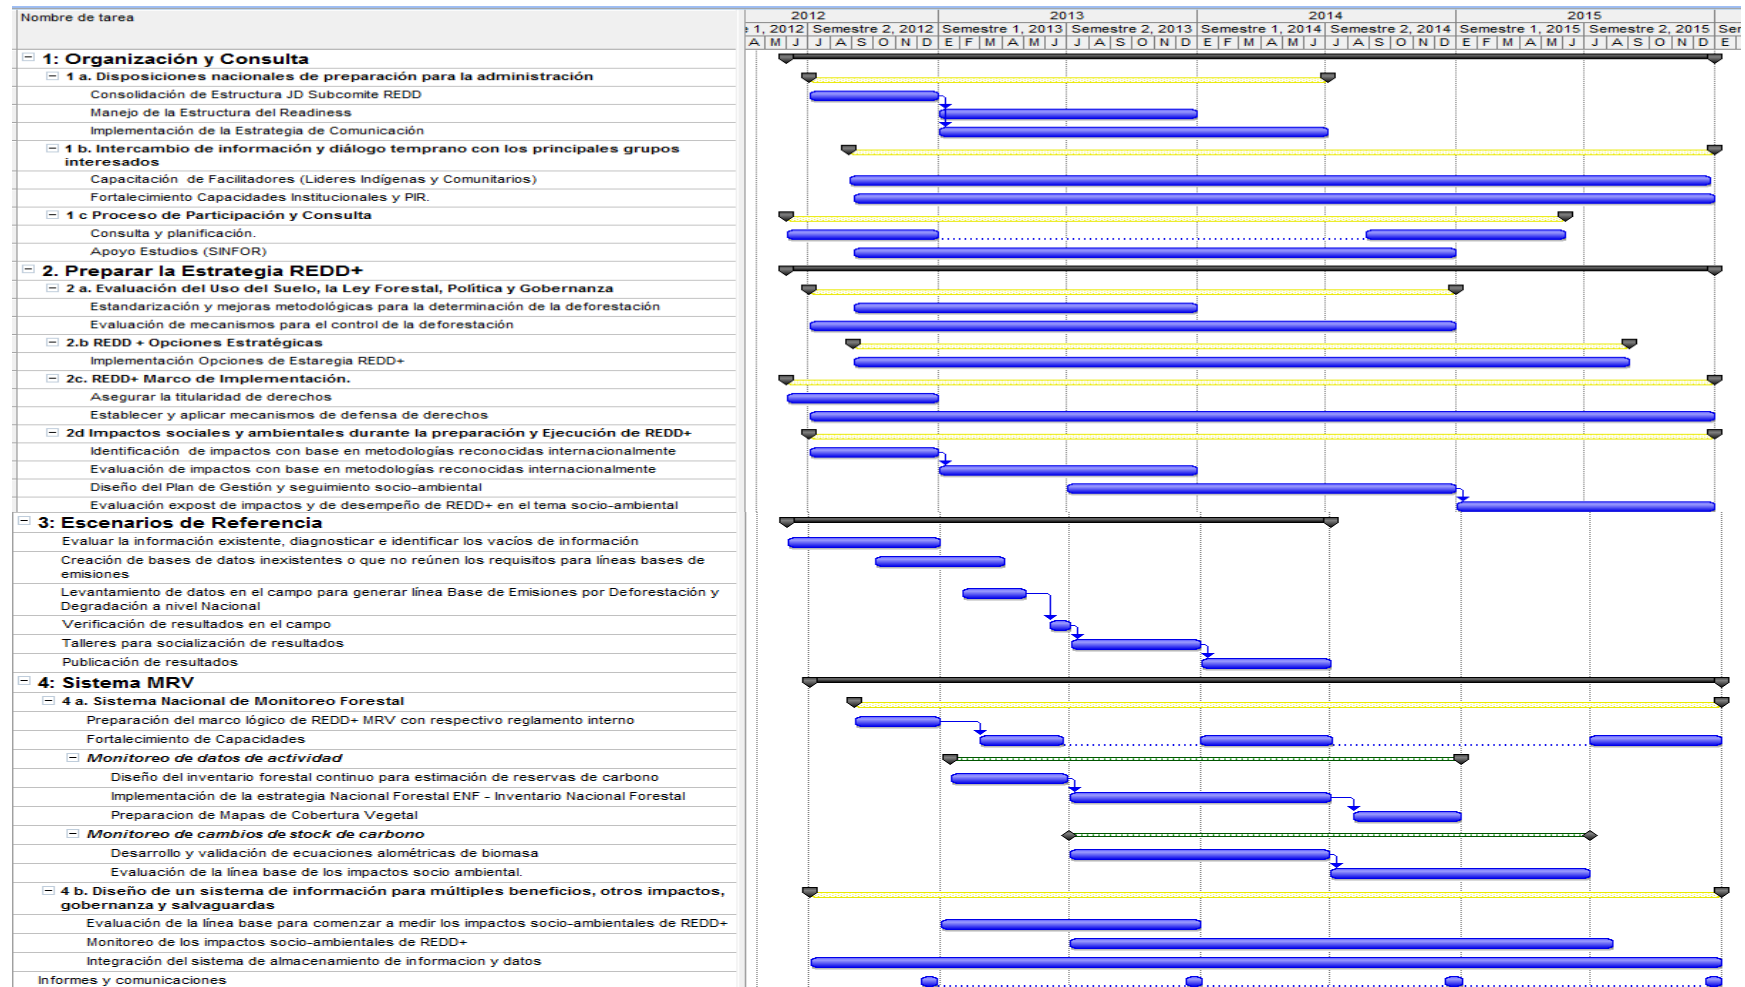 Nombre de tarea
2012 2013 2014 2015
1, 2012 Semestre 2, 2012 Semestre 1, 2013 Semestre 2, 2013 Semestre 1, 2014 Semestre 2, 2014 Semestre 1, 2015 Semestre 2, 2015 Ser
A M J J A S O N D E F M A M J J A S O N D E F M A M J J A S O N D E F M A M J J A S O N D E
1: Organización y Consulta
1 a. Disposiciones nacionales de preparación para la administración
Consolidación de Estructura JD Subcomite REDD
Manejo de la Estructura del Readiness
Implementación de la Estrategia de Comunicación
1 b. Intercambio de información y diálogo temprano con los principales grupos
interesados
Capacitación de Facilitadores (Lideres Indígenas y Comunitarios)
Fortalecimiento Capacidades Institucionales y PIR.
1 c Proceso de Participación y Consulta
Consulta y planificación.
Apoyo Estudios (SINFOR)
2. Preparar la Estrategia REDD+
2 a. Evaluación del Uso del Suelo, la Ley Forestal, Política y Gobernanza
Estandarización y mejoras metodológicas para la determinación de la deforestación
Evaluación de mecanismos para el control de la deforestación
2.b REDD + Opciones Estratégicas
Implementación Opciones de Estaregia REDD+
2c. REDD+ Marco de Implementación.
Asegurar la titularidad de derechos
Establecer y aplicar mecanismos de defensa de derechos
2d Impactos sociales y ambientales durante la preparación y Ejecución de REDD+
Identificación de impactos con base en metodologías reconocidas internacionalmente
Evaluación de impactos con base en metodologías reconocidas internacionalmente
Diseño del Plan de Gestión y seguimiento socio-ambiental
Evaluación expost de impactos y de desempeño de REDD+ en el tema socio-ambiental
3: Escenarios de Referencia
Evaluar la información existente, diagnosticar e identificar los vacíos de información
Creación de bases de datos inexistentes o que no reúnen los requisitos para líneas bases de
emisiones
Levantamiento de datos en el campo para generar línea Base de Emisiones por Deforestación y
Degradación a nivel Nacional
Verificación de resultados en el campo
Talleres para socialización de resultados
Publicación de resultados
4: Sistema MRV
4 a. Sistema Nacional de Monitoreo Forestal
Preparación del marco lógico de REDD+ MRV con respectivo reglamento interno
Fortalecimiento de Capacidades
Monitoreo de datos de actividad
Diseño del inventario forestal continuo para estimación de reservas de carbono
Implementación de la estrategia Nacional Forestal ENF - Inventario Nacional Forestal
Preparacion de Mapas de Cobertura Vegetal
Monitoreo de cambios de stock de carbono
Desarrollo y validación de ecuaciones alométricas de biomasa
Evaluación de la línea base de los impactos socio ambiental.
4 b. Diseño de un sistema de información para múltiples beneficios, otros impactos,
gobernanza y salvaguardas
Evaluación de la línea base para comenzar a medir los impactos socio-ambientales de REDD+
Monitoreo de los impactos socio-ambientales de REDD+
Integración del sistema de almacenamiento de informacion y datos
Informes y comunicaciones